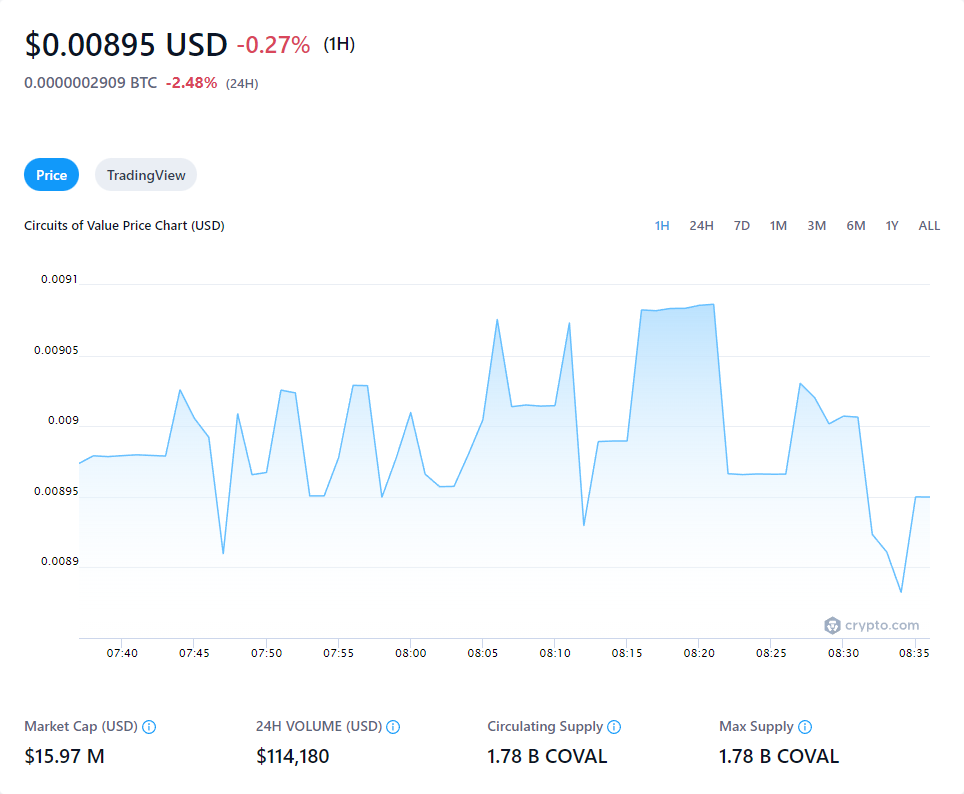 $0.00895 USD -0.27% (1H)
0.0000002909 BTC -2.48% (24H)
Price TradingView
Circuits of Value Price Chart (USD) 1H 24H 7D 1M 3M 6M 1Y ALL
0.0091
0.00905
0.009
0.00895
0.0089
crypto.com
07:40 07:45 07:50 07:55 08:00 08:05 08:10 08:15 08:20 08:25 08:30 08:35
Market Cap (USD) 24H VOLUME (USD) Circulating Supply Max Supply
$15.97 M $114,180 1.78 B COVAL 1.78 B COVAL